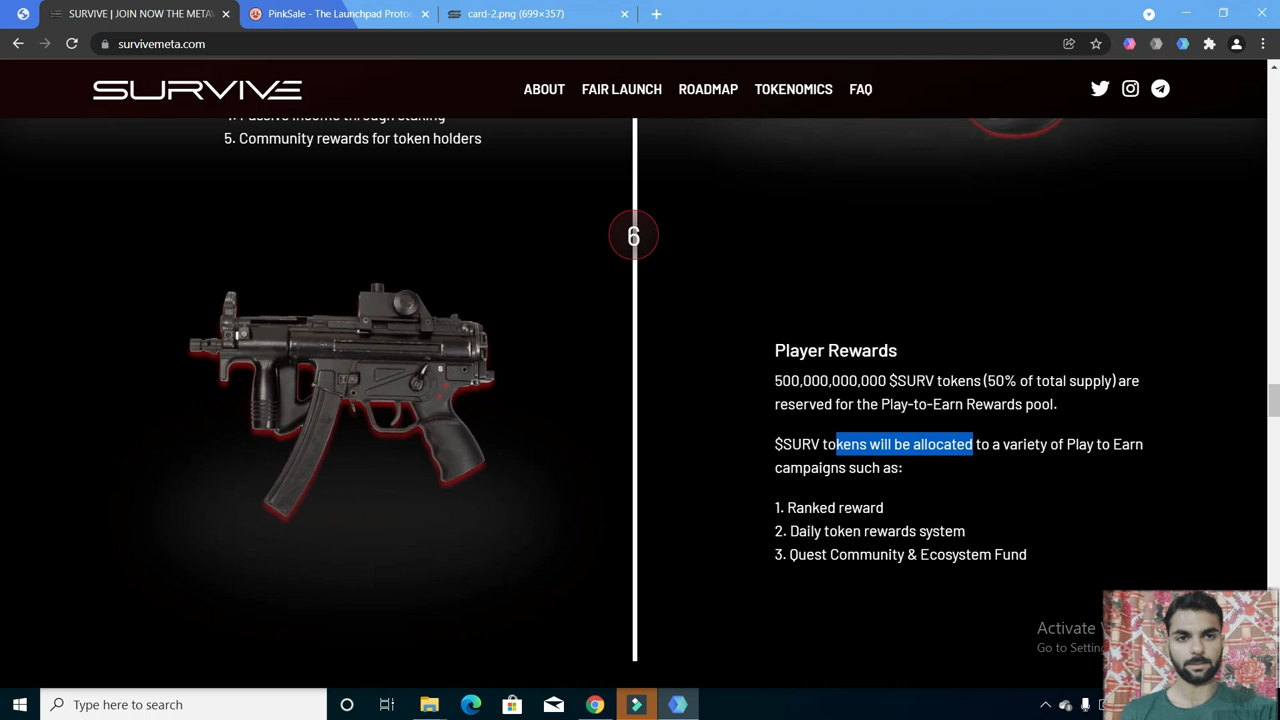 SURVIVE | JOIN NOW THE META
PinkSale - The Launchpad Proto
card-2.png (699×357)
survivemeta.com
SURVIVE
ABOUT
FAIR LAUNCH
ROADMAP
TOKENOMICS
FAQ
5. Community rewards for token holders
6
Player Rewards
500,000,000,000 $SURV tokens (50% of total supply) are
reserved for the Play-to-Earn Rewards pool.
$SURV tokens will be allocated to a variety of Play to Earn
campaigns such as:
1. Ranked reward
2. Daily token rewards system
3. Quest Community & Ecosystem Fund
Activate
Go to Settin
Type here to search